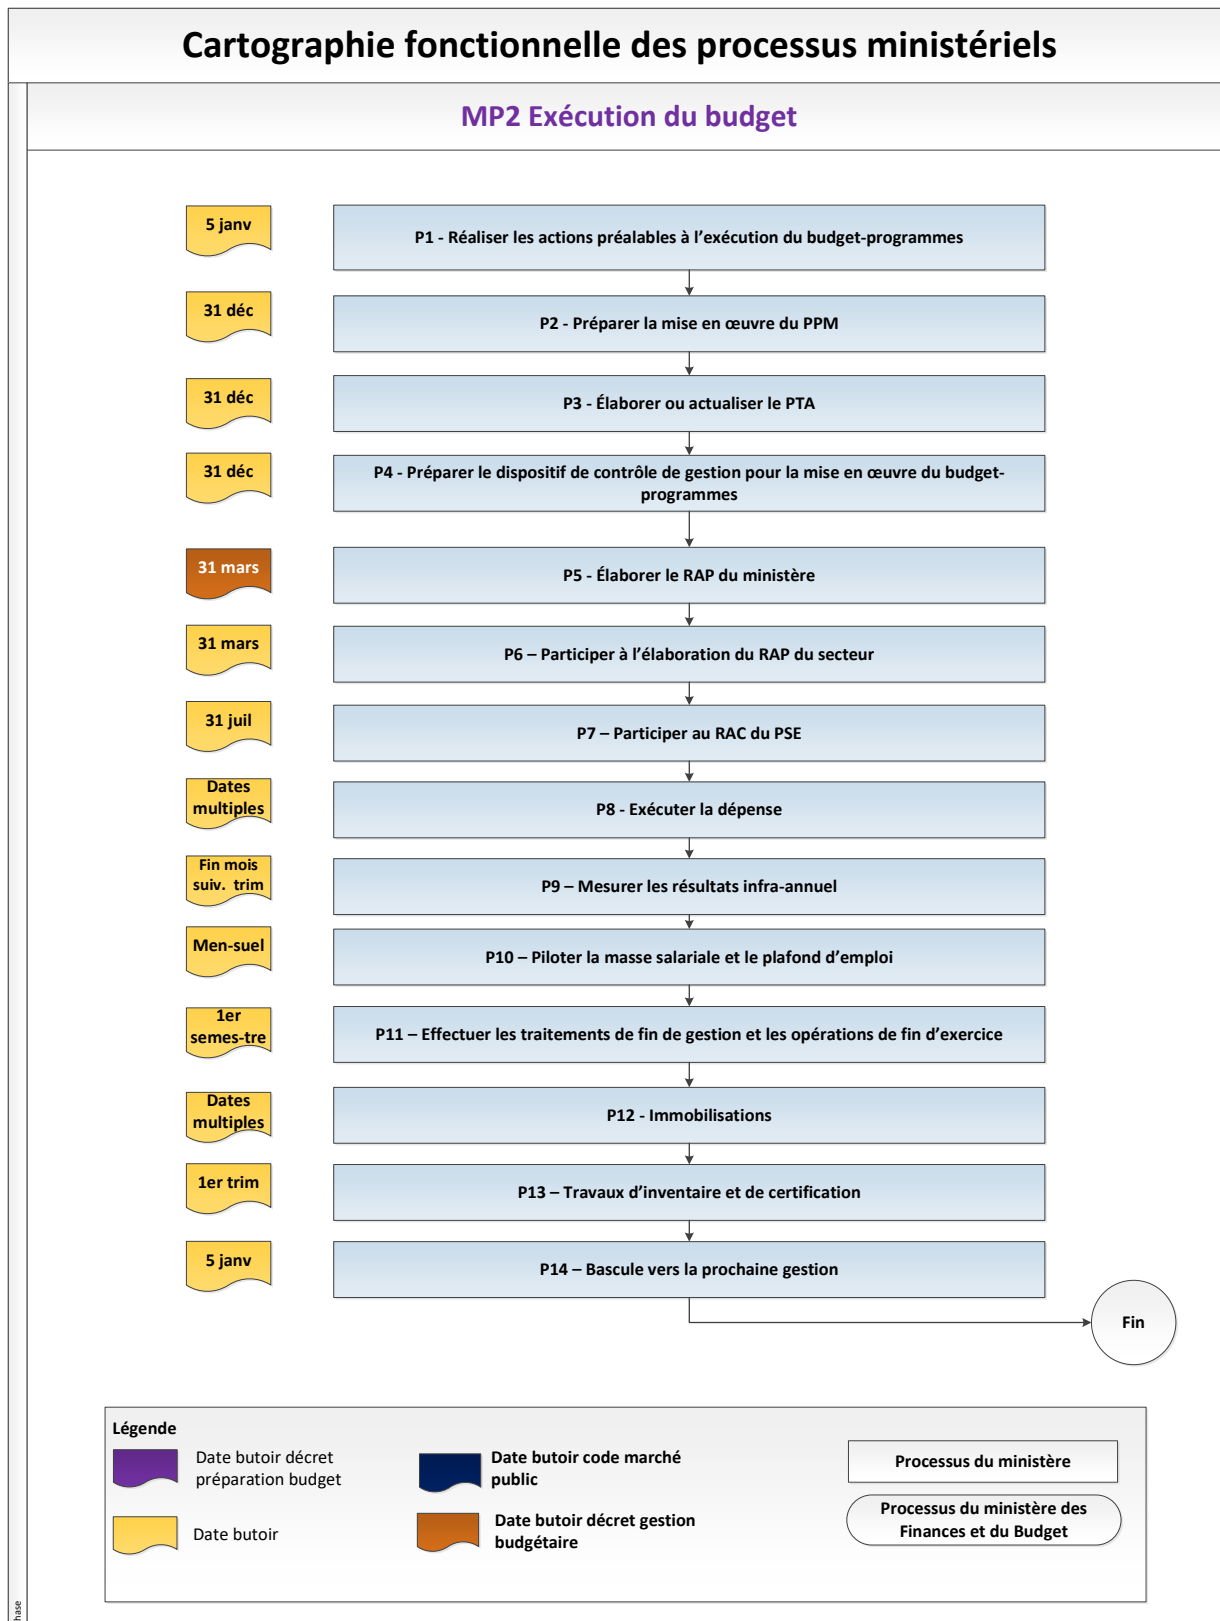 Cartographie fonctionnelle des processus ministériels
MP2 Exécution du budget
5 janv
P1 - Réaliser les actions préalables à l’exécution du budget-programmes
31 déc
P2 - Préparer la mise en œuvre du PPM
31 déc
P3 - Élaborer ou actualiser le PTA
31 déc
P4 - Préparer le dispositif de contrôle de gestion pour la mise en œuvre du budget-
programmes
31 mars
P5 - Élaborer le RAP du ministère
31 mars
P6 – Participer à l’élaboration du RAP du secteur
31 juil
P7 – Participer au RAC du PSE
Dates
multiples
P8 - Exécuter la dépense
Fin mois
suiv. trim
P9 – Mesurer les résultats infra-annuel
Men-suel
P10 – Piloter la masse salariale et le plafond d’emploi
1er
semes-tre
P11 – Effectuer les traitements de fin de gestion et les opérations de fin d’exercice
Dates
multiples
P12 - Immobilisations
1er trim
P13 – Travaux d’inventaire et de certification
5 janv
P14 – Bascule vers la prochaine gestion
Fin
Légende
Date butoir décret
préparation budget
Date butoir code marché
public
Processus du ministère
Date butoir
Date butoir décret gestion
budgétaire
Processus du ministère des
Finances et du Budget
hase